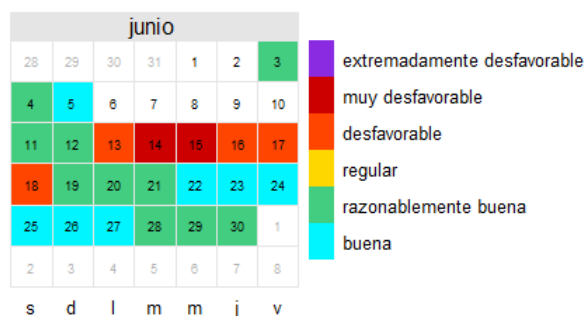 junio
28 29 30 31 1 2 3
4 5 6 7 8 9 10
11 12 13 14 15 16 17
18 19 20 21 22 23 24
25 26 27 28 29 30 1
2 3 4 5 6 7 8
s d l m m j v
extremadamente desfavorable
muy desfavorable
desfavorable
regular
razonablemente buena
buena